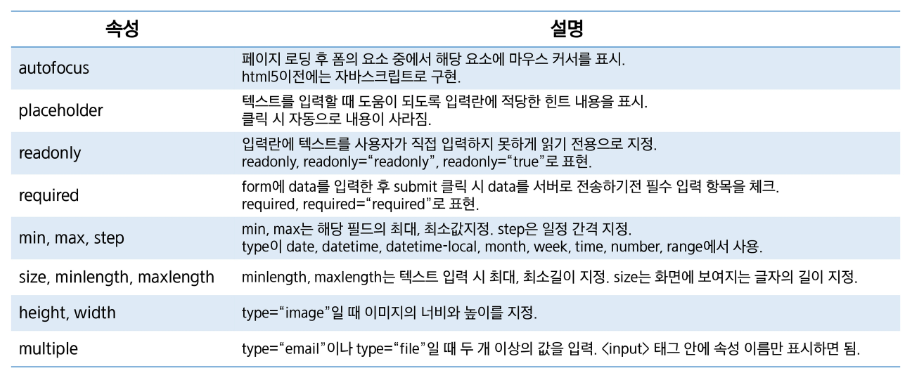 속성 설명
autofocus
페이지 로딩 후 폼의 요소 중에서 해당 요소에 마우스 커서를 표시.
html5이전에는 자바스크립트로 구현.
placeholder
텍스트를 입력할 때 도움이 되도록 입력란에 적당한 힌트 내용을 표시.
클릭 시 자동으로 내용이 사라짐.
readonly
입력란에 텍스트를 사용자가 직접 입력하지 못하게 읽기 전용으로 지정.
readonly, readonly=“readonly”, readonly=“true”로 표현.
required
form에 data를 입력한 후 submit 클릭 시 data를 서버로 전송하기전 필수 입력 항목을 체크.
required, required=“required”로 표현.
min, max, step
min, max는 해당 필드의 최대, 최소값지정. step은 일정 간격 지정.
type이 date, datetime, datetime-local, month, week, time, number, range에서 사용.
size, minlength, maxlength
minlength, maxlength는 텍스트 입력 시 최대, 최소길이 지정. size는 화면에 보여지는 글자의 길이 지정.
height, width
type=“image”일 때 이미지의 너비와 높이를 지정.
multiple
type=“email”이나 type=“file”일 때 두 개 이상의 값을 입력. <input> 태그 안에 속성 이름만 표시하면 됨.